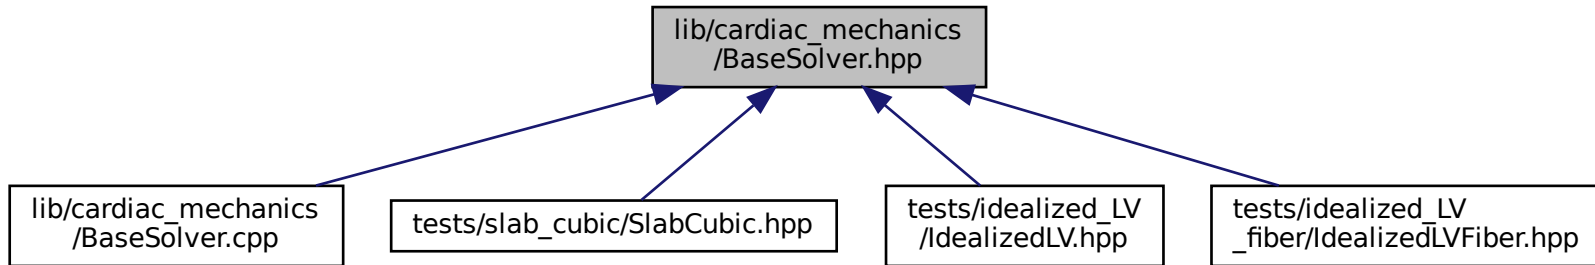 lib/cardiac_mechanics
/BaseSolver.hpp
lib/cardiac_mechanics
/BaseSolver.cpp
tests/slab_cubic/SlabCubic.hpp
tests/idealized_LV
/IdealizedLV.hpp
tests/idealized_LV
_fiber/IdealizedLVFiber.hpp